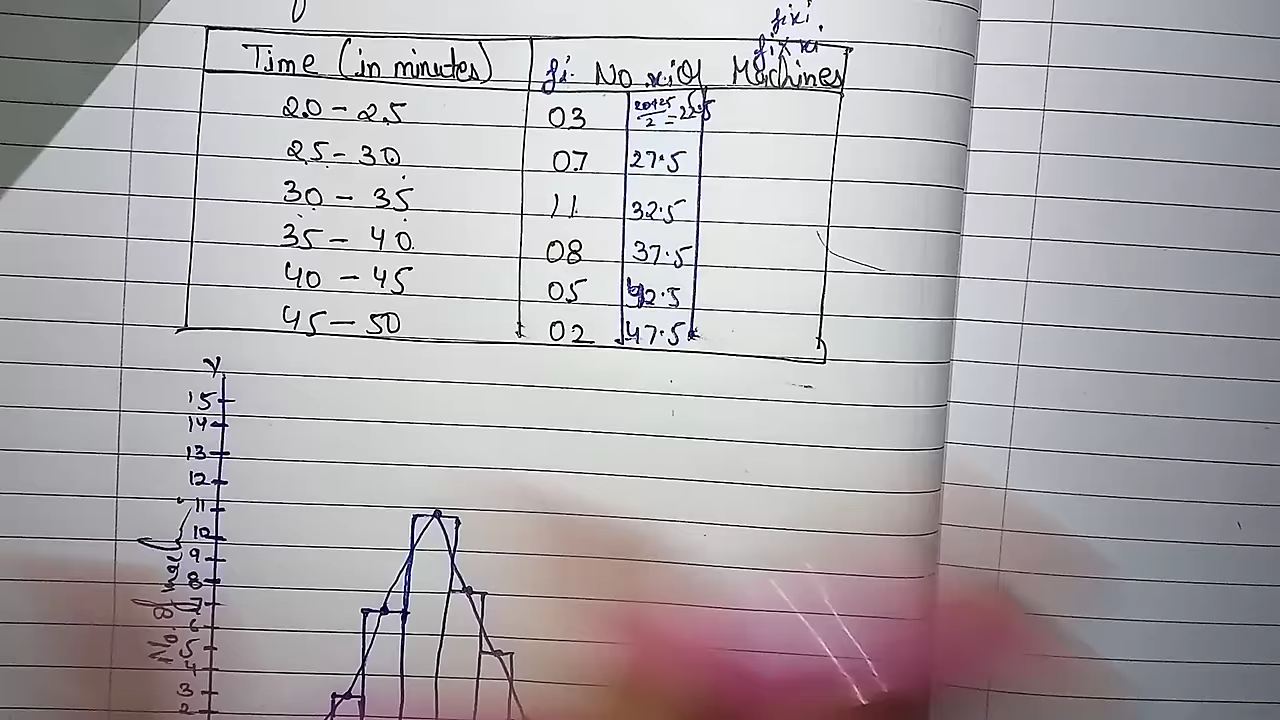 fixi
fi x xi
Time (in minutes) fi. No xi Of Machines
20 - 25 03 20+25/2 = 22.5
25 - 30 07 27.5
30 - 35 11 32.5
35 - 40 08 37.5
40 - 45 05 42.5
45 - 50 02 47.5
Y
15
14
13
12
11
10
9
8
7
6
5
4
3
2
No. of